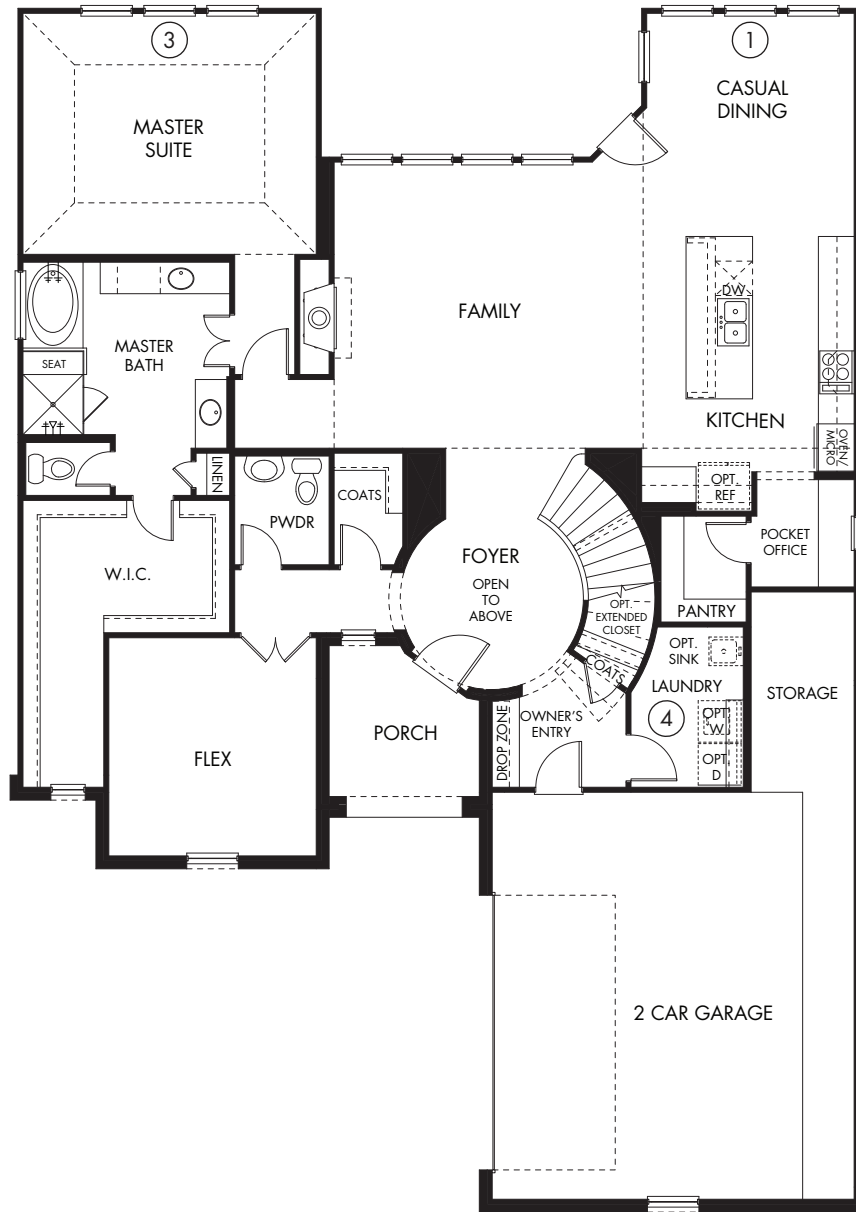 3
1
CASUAL
DINING
MASTER
SUITE
DW
FAMILY
MASTER
BATH
SEAT
KITCHEN
OVEN/
MICRO
LINEN
OPT.
REF
COATS
PWDR
POCKET
OFFICE
FOYER
OPEN
TO
ABOVE
W.I.C.
OPT.
EXTENDED
CLOSET
PANTRY
OPT.
SINK
COATS
LAUNDRY
4
STORAGE
OPT
W
OPT
D
OWNER'S
ENTRY
DROP ZONE
PORCH
FLEX
2 CAR GARAGE